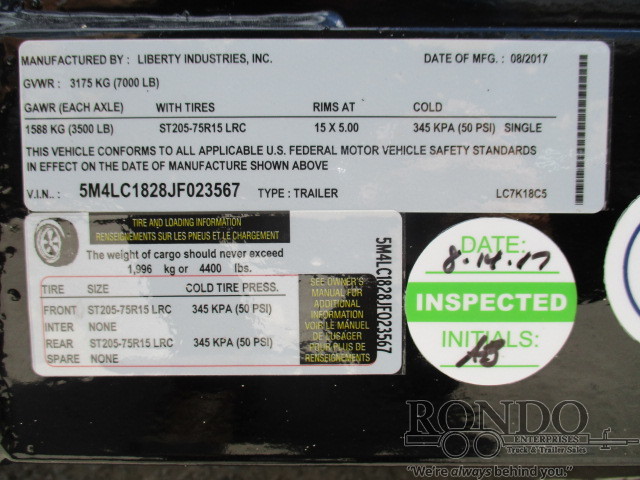 MANUFACTURED BY : LIBERTY INDUSTRIES, INC. DATE OF MFG. : 08/2017
GVWR : 3175 KG (7000 LB)
GAWR (EACH AXLE) WITH TIRES RIMS AT COLD
1588 KG (3500 LB) ST205-75R15 LRC 15 X 5.00 345 KPA (50 PSI) SINGLE
THIS VEHICLE CONFORMS TO ALL APPLICABLE U.S. FEDERAL MOTOR VEHICLE SAFETY STANDARDS
IN EFFECT ON THE DATE OF MANUFACTURE SHOWN ABOVE
V.I.N. : 5M4LC1828JF023567 TYPE : TRAILER LC7K18C5
TIRE AND LOADING INFORMATION
RENSEIGNEMENTS SUR LES PNEUS ET LE CHARGEMENT
The weight of cargo should never exceed
1,996 kg or 4400 lbs.
TIRE SIZE COLD TIRE PRESS.
FRONT ST205-75R15 LRC 345 KPA (50 PSI)
INTER NONE
REAR ST205-75R15 LRC 345 KPA (50 PSI)
SPARE NONE
SEE OWNER'S
MANUAL FOR
ADDITIONAL
INFORMATION
VOIR LE MANUEL
DE L'USAGER
POUR PLUS DE
RENSEIGNEMENTS
5M4LC1828JF023567
DATE:
8-14-17
INSPECTED
INITIALS:
AB
RONDO
ENTERPRISES
Truck & Trailer Sales
"We're always behind you."